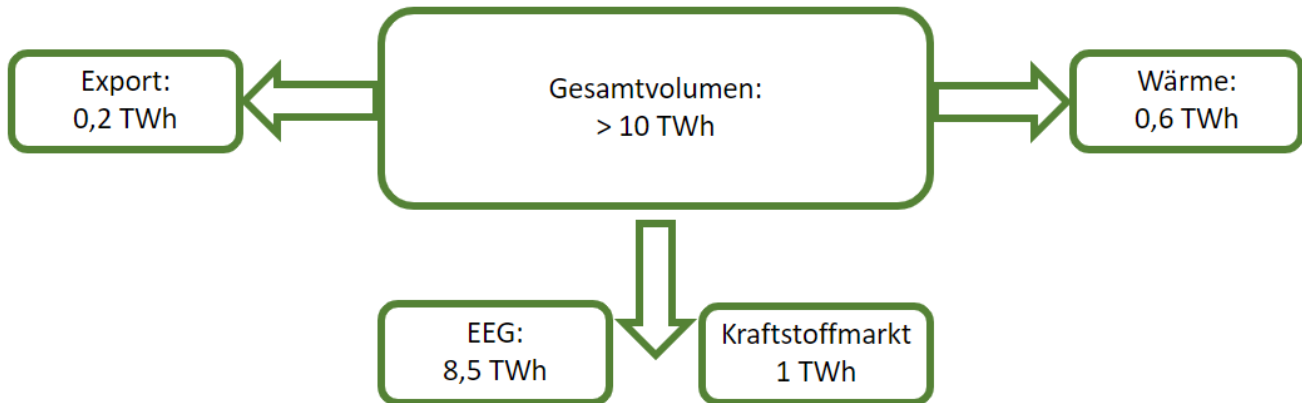 Gesamtvolumen:
> 10 TWh
Export:
0,2 TWh
Wärme:
0,6 TWh
EEG:
8,5 TWh
Kraftstoffmarkt
1 TWh